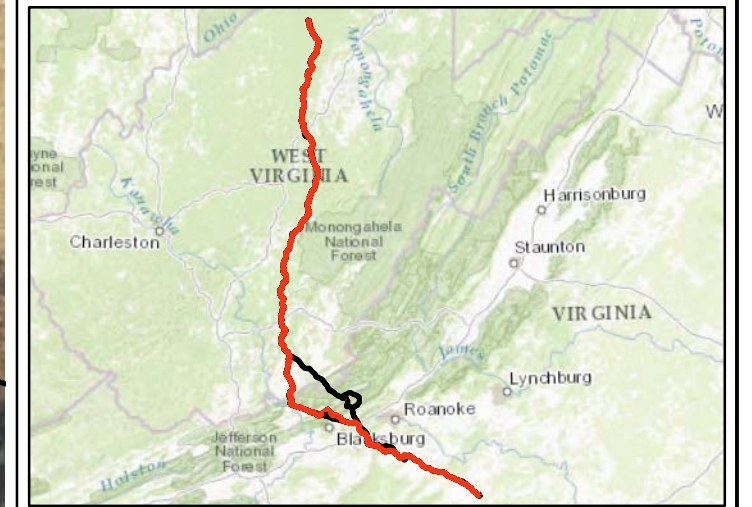 Ohio
Monongahela
South Branch Potomac
WEST
VIRGINIA
Kanawha
Harrisonburg
Charleston
Monongahela
National
Forest
Staunton
VIRGINIA
James
Lynchburg
Roanoke
Blacksburg
Jefferson
National
Forest
Holston